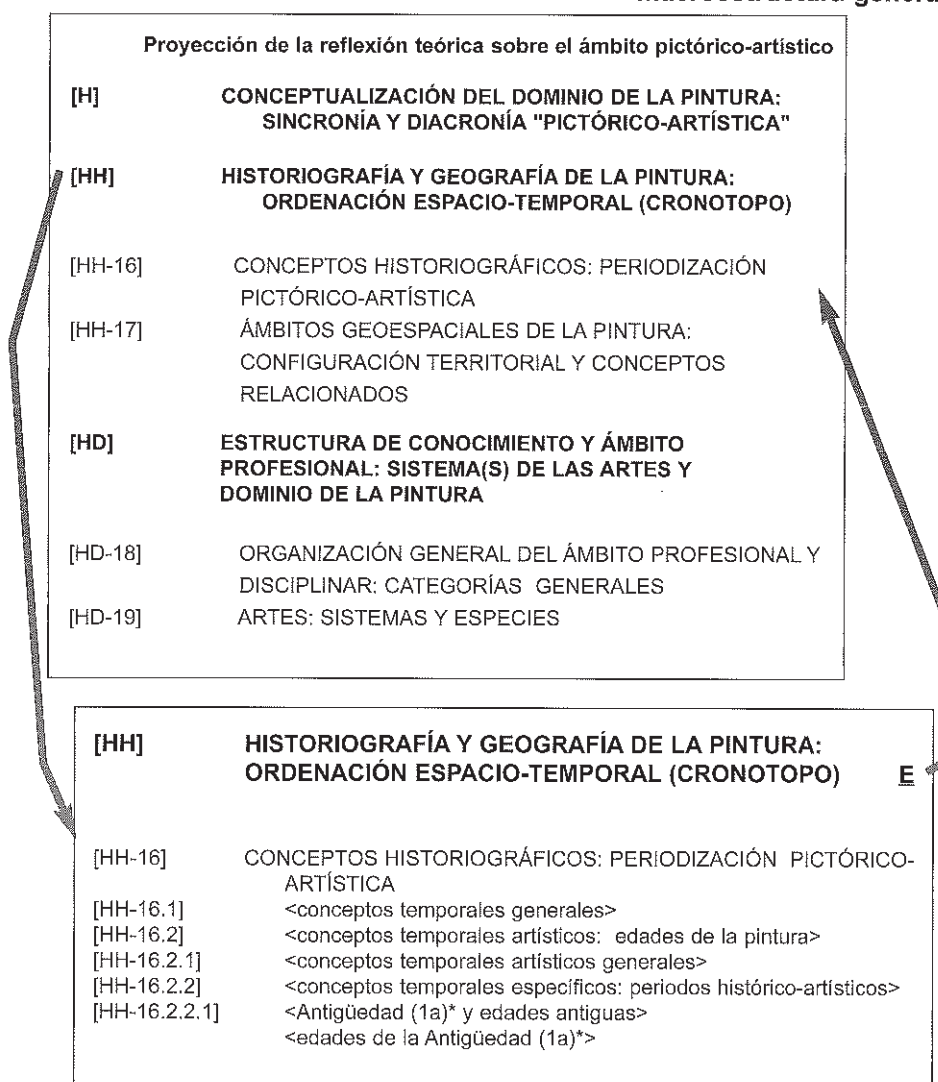 Proyección de la reflexión teórica sobre el ámbito pictórico-artístico
[H] CONCEPTUALIZACIÓN DEL DOMINIO DE LA PINTURA:
SINCRONÍA Y DIACRONÍA "PICTÓRICO-ARTÍSTICA"
[HH] HISTORIOGRAFÍA Y GEOGRAFÍA DE LA PINTURA:
ORDENACIÓN ESPACIO-TEMPORAL (CRONOTOPO)
[HH-16] CONCEPTOS HISTORIOGRÁFICOS: PERIODIZACIÓN
PICTÓRICO-ARTÍSTICA
[HH-17] ÁMBITOS GEOESPACIALES DE LA PINTURA:
CONFIGURACIÓN TERRITORIAL Y CONCEPTOS
RELACIONADOS
[HD] ESTRUCTURA DE CONOCIMIENTO Y ÁMBITO
PROFESIONAL: SISTEMA(S) DE LAS ARTES Y
DOMINIO DE LA PINTURA
[HD-18] ORGANIZACIÓN GENERAL DEL ÁMBITO PROFESIONAL Y
DISCIPLINAR: CATEGORÍAS GENERALES
[HD-19] ARTES: SISTEMAS Y ESPECIES
[HH] HISTORIOGRAFÍA Y GEOGRAFÍA DE LA PINTURA:
ORDENACIÓN ESPACIO-TEMPORAL (CRONOTOPO) E
[HH-16] CONCEPTOS HISTORIOGRÁFICOS: PERIODIZACIÓN PICTÓRICO-
ARTÍSTICA
[HH-16.1] <conceptos temporales generales>
[HH-16.2] <conceptos temporales artísticos: edades de la pintura>
[HH-16.2.1] <conceptos temporales artísticos generales>
[HH-16.2.2] <conceptos temporales específicos: periodos histórico-artísticos>
[HH-16.2.2.1] <Antigüedad (1a)* y edades antiguas>
<edades de la Antigüedad (1a)*>